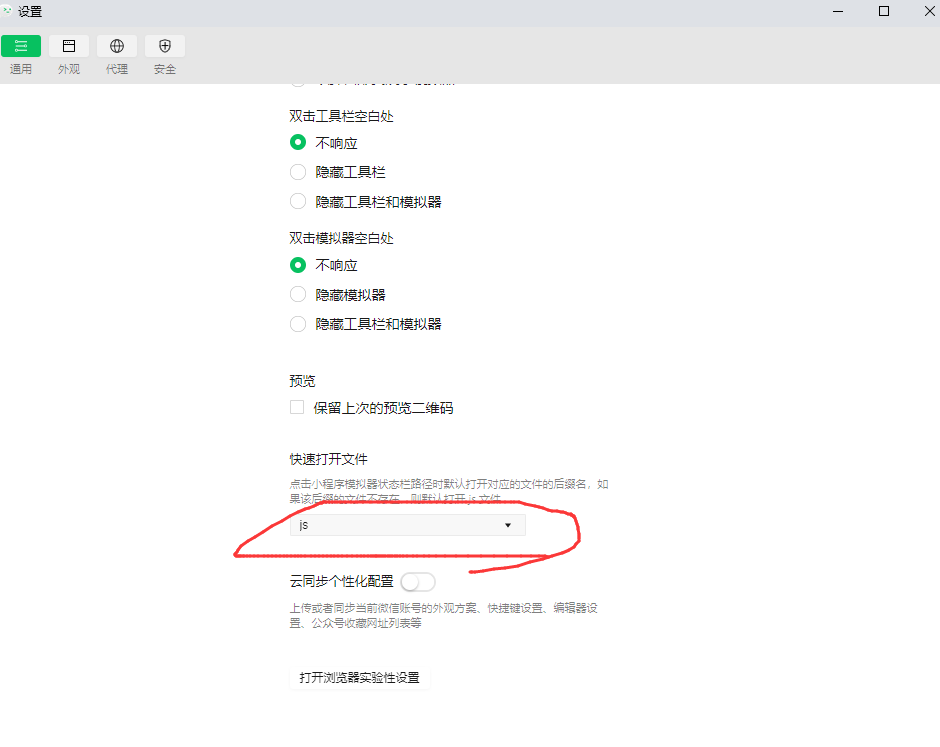 设置
通用
外观
代理
安全
双击工具栏空白处
不响应
隐藏工具栏
隐藏工具栏和模拟器
双击模拟器空白处
不响应
隐藏模拟器
隐藏工具栏和模拟器
预览
保留上次的预览二维码
快速打开文件
点击小程序模拟器状态栏路径时默认打开对应的文件的后缀名，如
果该后缀的文件不存在，则默认打开 js 文件
js
云同步个性化配置
上传或者同步当前微信账号的外观方案、快捷键设置、编辑器设
置、公众号收藏网址列表等
打开浏览器实验性设置